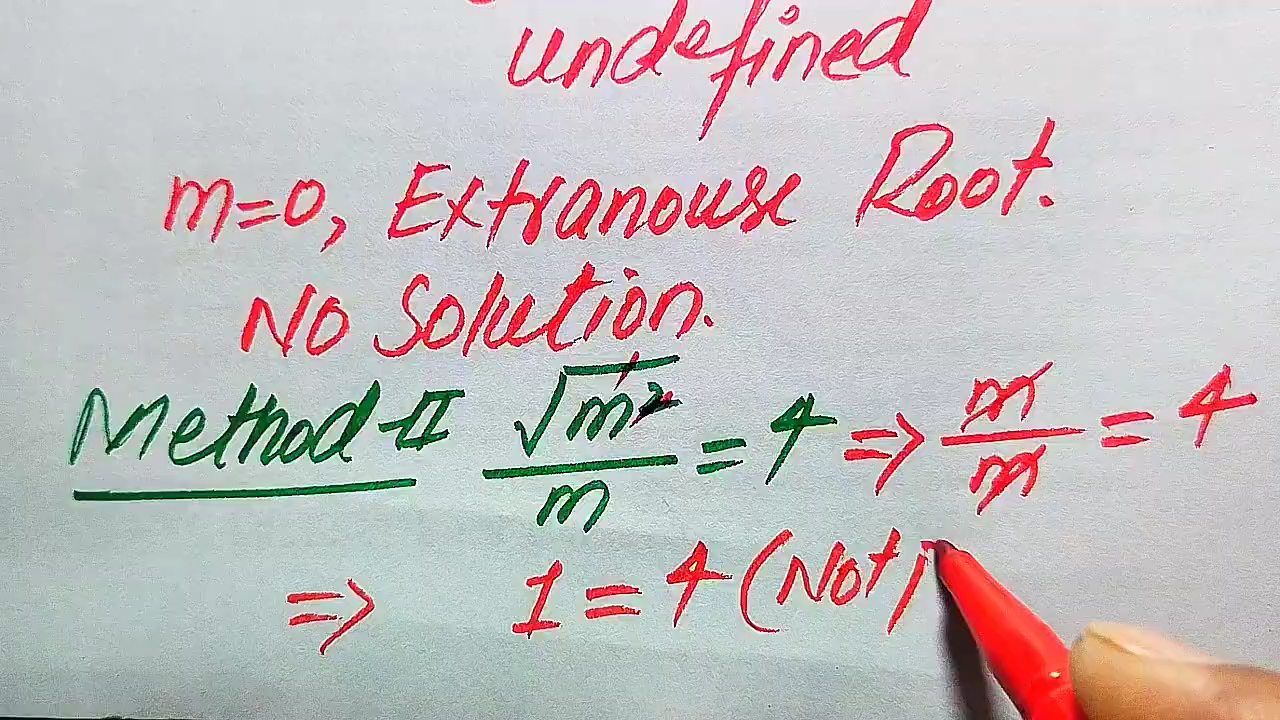 undefined
m=0, Extranouse Root.
No Solution.
Method-II √m² / m = 4 => m / m = 4
=> 1 = 4 (Not